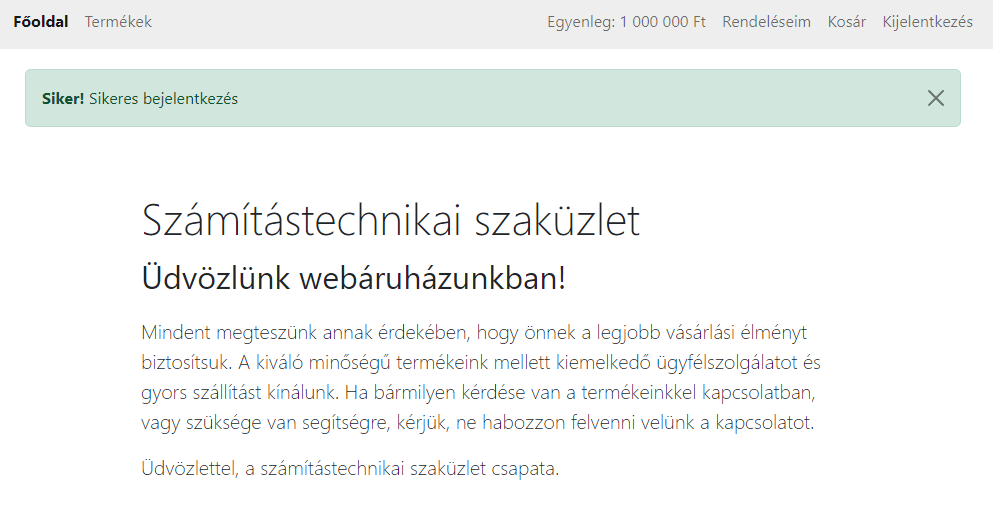 Főoldal Termékek Egyenleg: 1 000 000 Ft Rendeléseim Kosár Kijelentkezés
Siker! Sikeres bejelentkezés
Számítástechnikai szaküzlet
Üdvözlünk webáruházunkban!
Mindent megteszünk annak érdekében, hogy önnek a legjobb vásárlási élményt
biztosítsuk. A kiváló minőségű termékeink mellett kiemelkedő ügyfélszolgálatot és
gyors szállítást kínálunk. Ha bármilyen kérdése van a termékeinkkel kapcsolatban,
vagy szüksége van segítségre, kérjük, ne habozzon felvenni velünk a kapcsolatot.
Üdvözlettel, a számítástechnikai szaküzlet csapata.